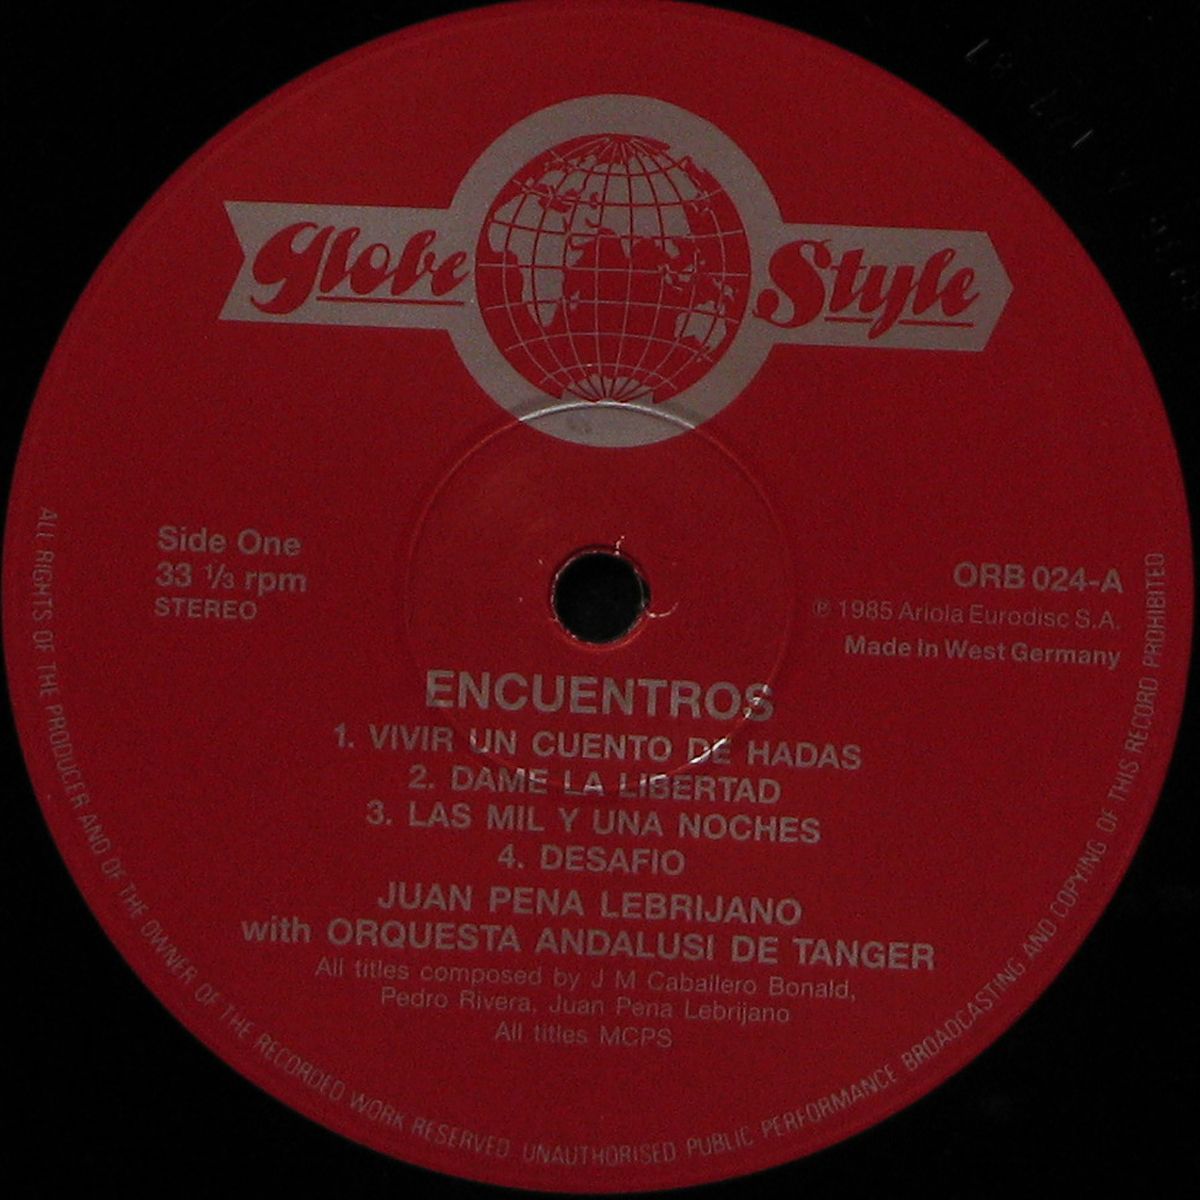 Globe Style
Side One
33 1/3 rpm
STEREO
ORB 024-A
℗ 1985 Ariola Eurodisc S.A.
Made in West Germany
ENCUENTROS
1. VIVIR UN CUENTO DE HADAS
2. DAME LA LIBERTAD
3. LAS MIL Y UNA NOCHES
4. DESAFIO
JUAN PENA LEBRIJANO
with ORQUESTA ANDALUSI DE TANGER
All titles composed by J M Caballero Bonald,
Pedro Rivera, Juan Pena Lebrijano
All titles MCPS
ALL RIGHTS OF THE PRODUCER AND OF THE OWNER OF THE RECORDED WORK RESERVED. UNAUTHORISED PUBLIC PERFORMANCE BROADCASTING AND COPYING OF THIS RECORD PROHIBITED